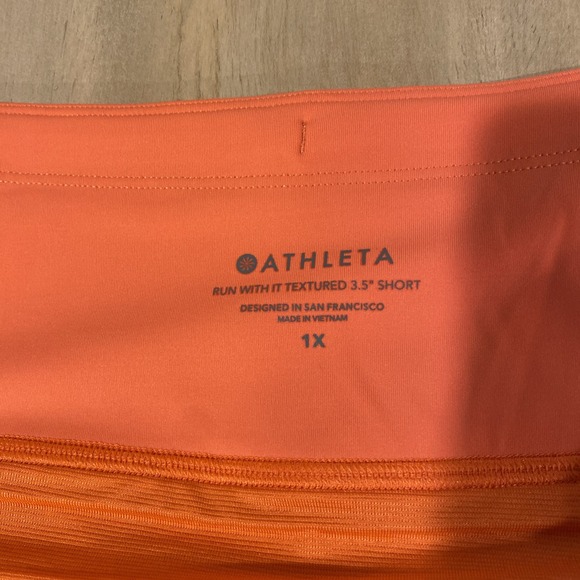 ATHLETA
RUN WITH IT TEXTURED 3.5" SHORT
DESIGNED IN SAN FRANCISCO
MADE IN VIETNAM
1X